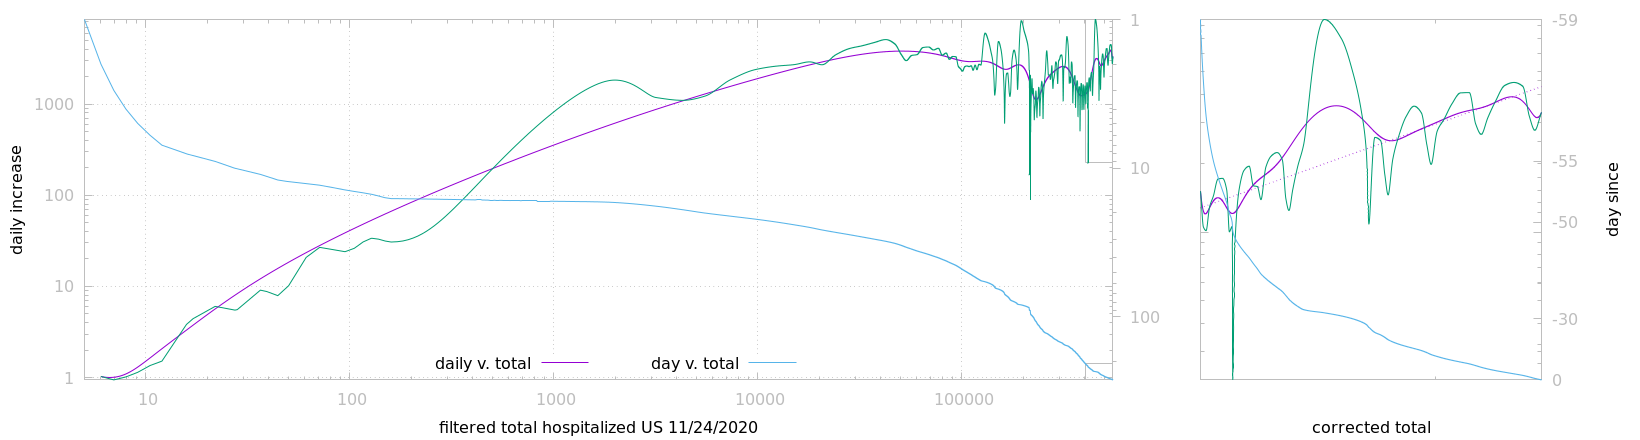 daily increase
1000
100
10
1
10
100
1000
10000
100000
1
10
100
daily v. total
day v. total
filtered total hospitalized US 11/24/2020
-59
-55
-50
-30
0
day since
corrected total